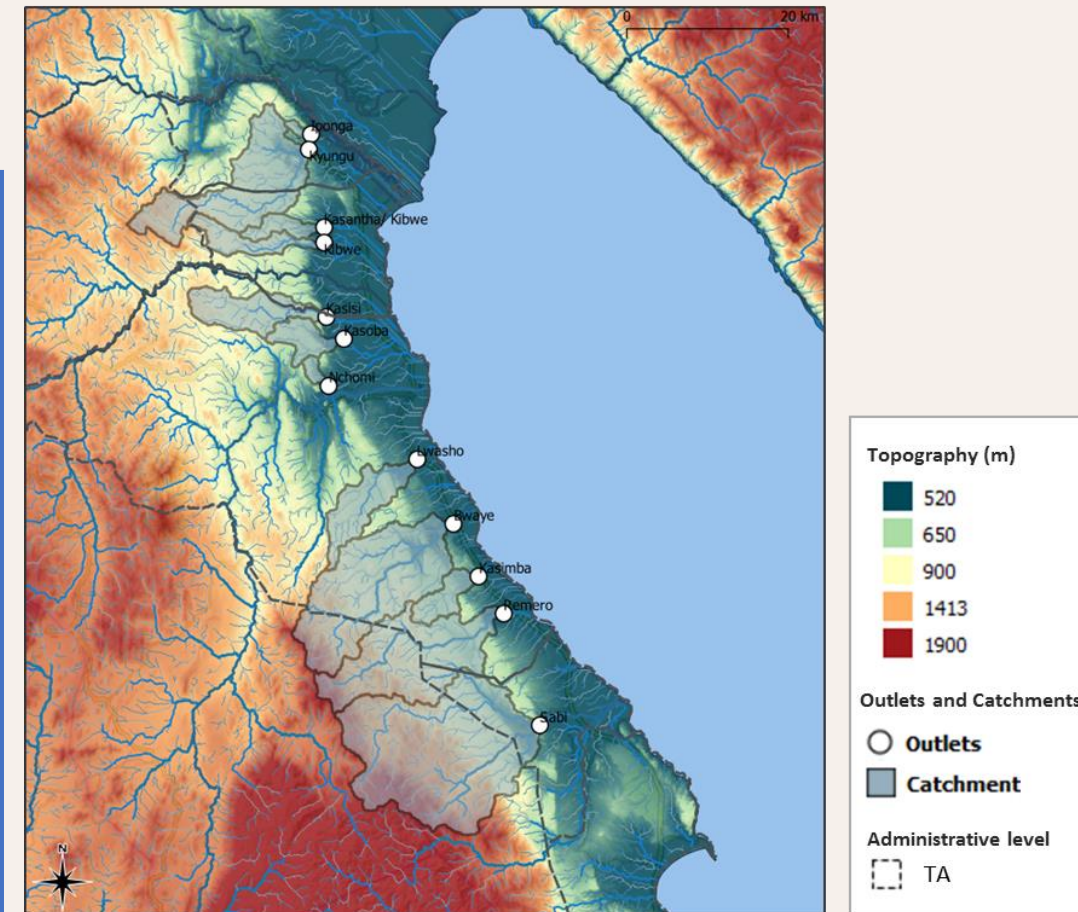 0 20 km
Iponga
Kyungu
Kasantha/ Kibwe
Kibwe
Kasisi
Kasoba
Nchomi
Lwasho
Bwaye
Kasimba
Remero
Sabi
N
Topography (m)
520
650
900
1413
1900
Outlets and Catchments
Outlets
Catchment
Administrative level
TA